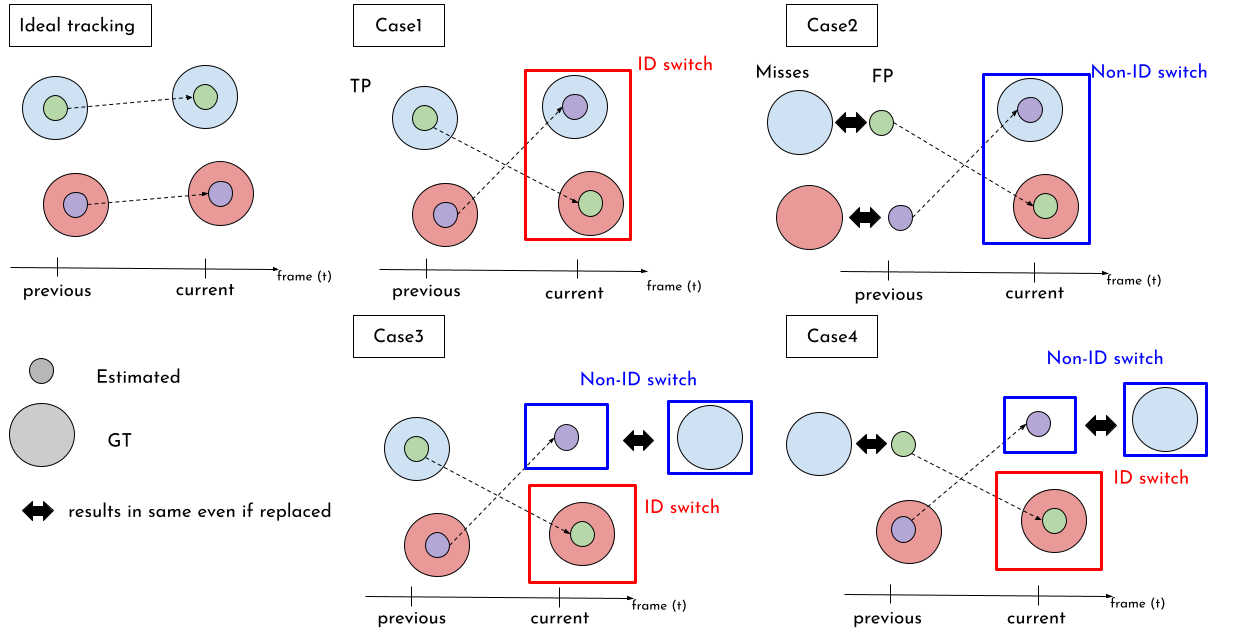 Ideal tracking
frame (t)
previous
current
Case1
TP
ID switch
frame (t)
previous
current
Case2
Misses
FP
Non-ID switch
frame (t)
previous
current
Estimated
GT
results in same even if replaced
Case3
Non-ID switch
ID switch
frame (t)
previous
current
Case4
Non-ID switch
ID switch
frame (t)
previous
current